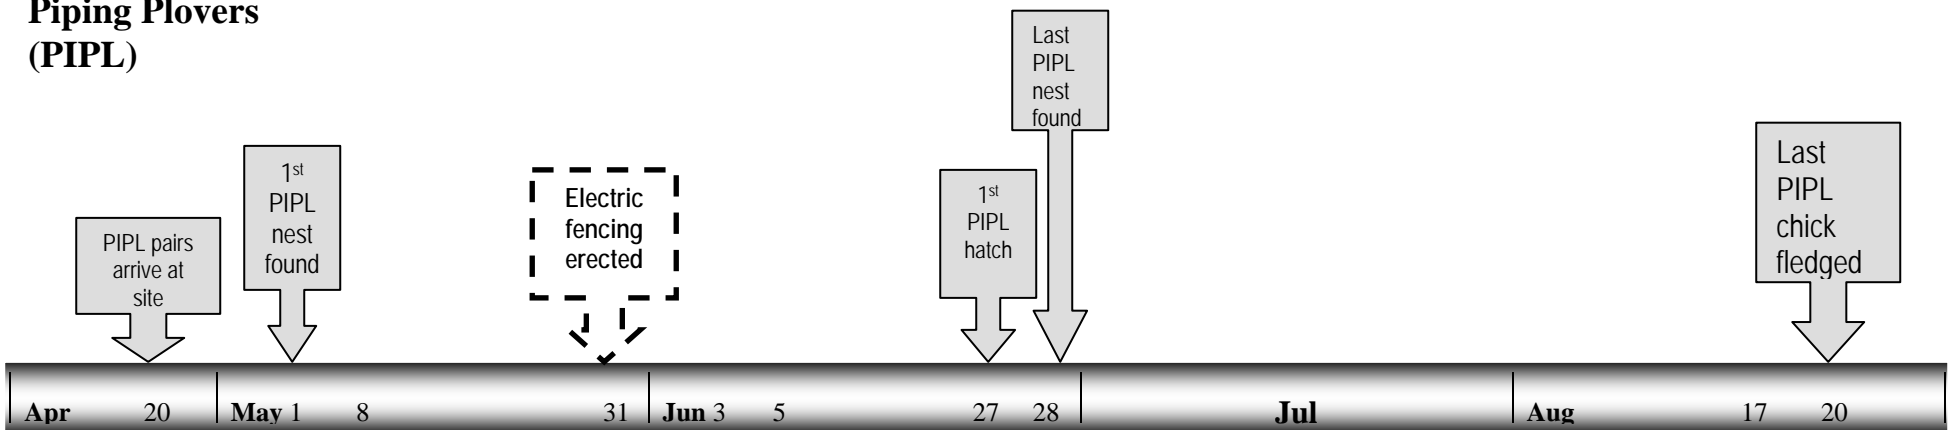 Piping Plovers
(PIPL)
PIPL pairs
arrive at
site
1st
PIPL
nest
found
Electric
fencing
erected
1st
PIPL
hatch
Last
PIPL
nest
found
Last
PIPL
chick
fledged
Apr 20 May 1 8 31 Jun 3 5 27 28 Jul Aug 17 20